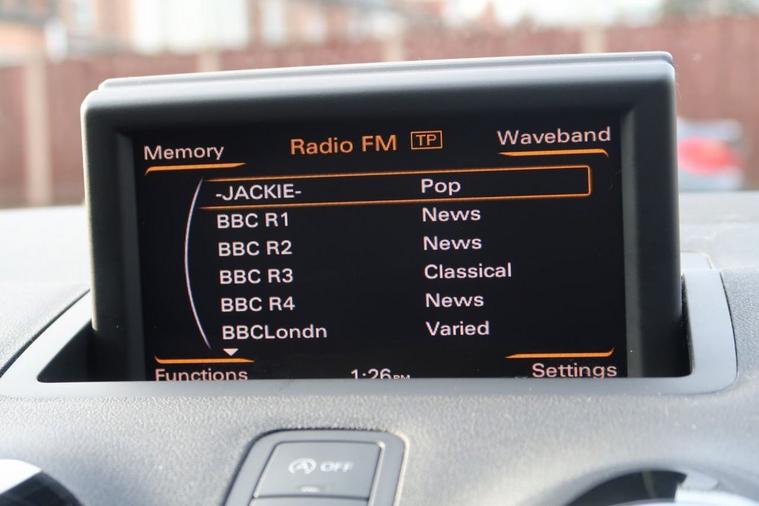 Memory Radio FM TP Waveband
-JACKIE- Pop
BBC R1 News
BBC R2 News
BBC R3 Classical
BBC R4 News
BBCLondn Varied
Functions 1:26PM Settings
A OFF